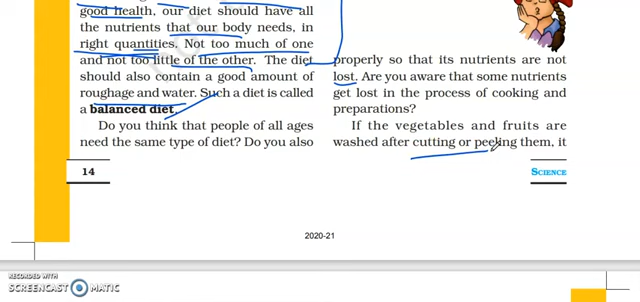 good health, our diet should have all
the nutrients that our body needs, in
right quantities. Not too much of one
and not too little of the other. The diet
should also contain a good amount of
roughage and water. Such a diet is called
a balanced diet.
Do you think that people of all ages
need the same type of diet? Do you also
properly so that its nutrients are not
lost. Are you aware that some nutrients
get lost in the process of cooking and
preparations?
If the vegetables and fruits are
washed after cutting or peeling them, it
14
SCIENCE
2020-21
RECORDED WITH
SCREENCAST MATIC